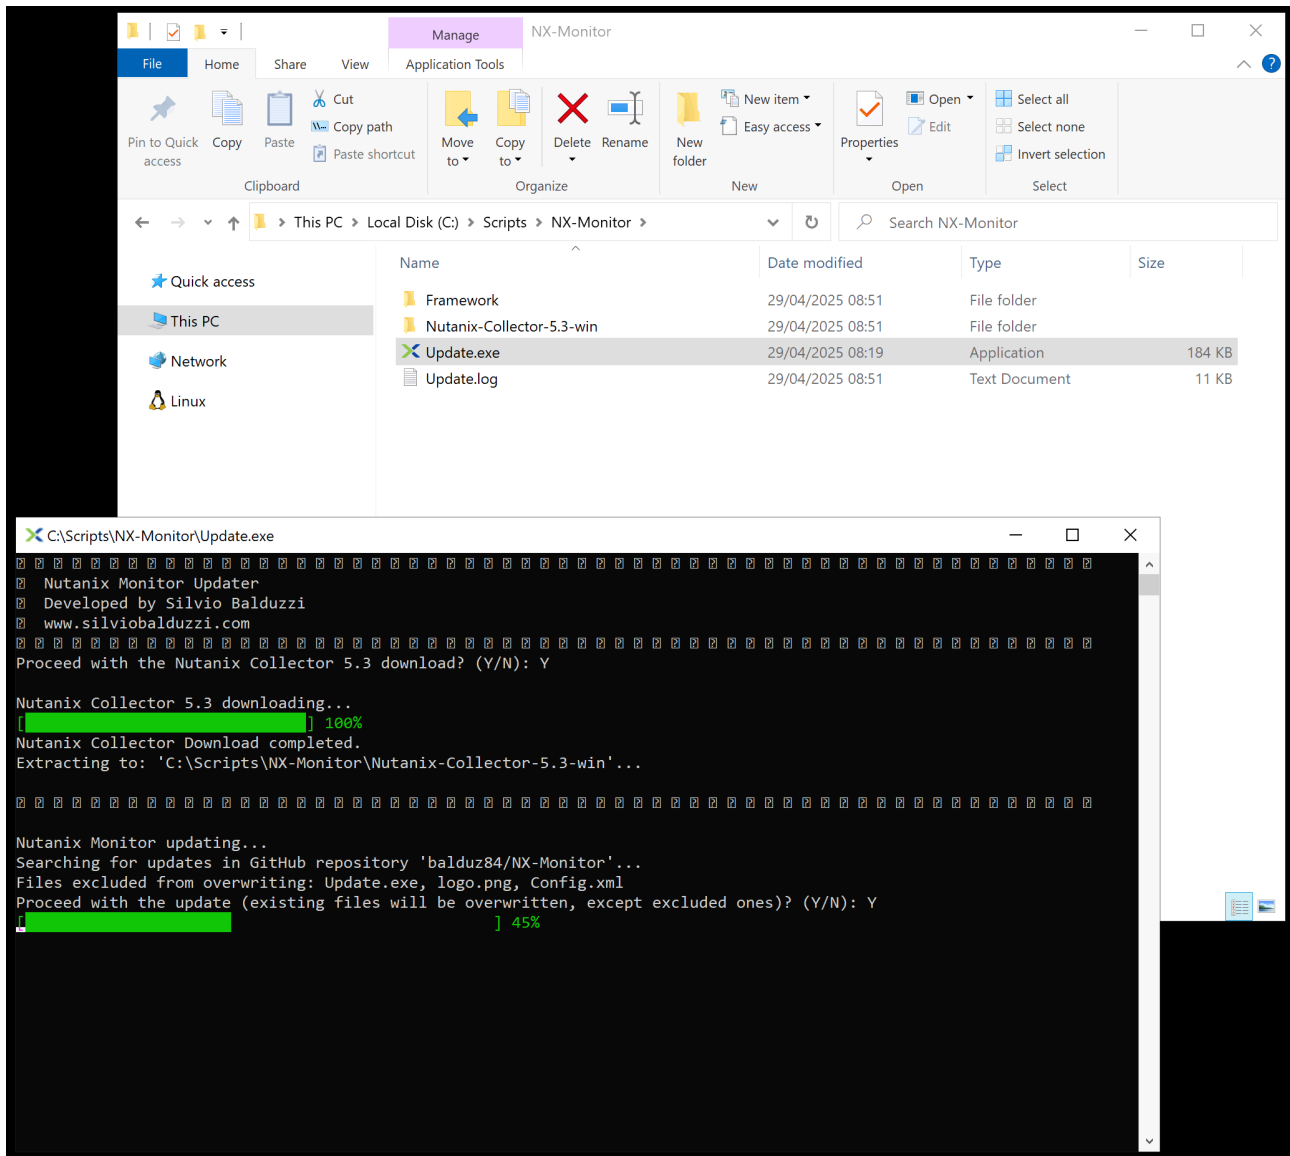 Manage
NX-Monitor
File
Home
Share
View
Application Tools
?
Pin to Quick access
Copy
Paste
Cut
Copy path
Paste shortcut
Move to
Copy to
Delete
Rename
New folder
New item
Easy access
Properties
Open
Edit
Select all
Select none
Invert selection
Clipboard
Organize
New
Open
Select
This PC > Local Disk (C:) > Scripts > NX-Monitor >
Search NX-Monitor
Quick access
This PC
Network
Linux
Name Date modified Type Size
Framework 29/04/2025 08:51 File folder
Nutanix-Collector-5.3-win 29/04/2025 08:51 File folder
Update.exe 29/04/2025 08:19 Application 184 KB
Update.log 29/04/2025 08:51 Text Document 11 KB
C:\Scripts\NX-Monitor\Update.exe
Nutanix Monitor Updater
Developed by Silvio Balduzzi
www.silviobalduzzi.com
Proceed with the Nutanix Collector 5.3 download? (Y/N): Y
Nutanix Collector 5.3 downloading...
[ ] 100%
Nutanix Collector Download completed.
Extracting to: 'C:\Scripts\NX-Monitor\Nutanix-Collector-5.3-win'...
Nutanix Monitor updating...
Searching for updates in GitHub repository 'balduz84/NX-Monitor'...
Files excluded from overwriting: Update.exe, logo.png, Config.xml
Proceed with the update (existing files will be overwritten, except excluded ones)? (Y/N): Y
[ ] 45%